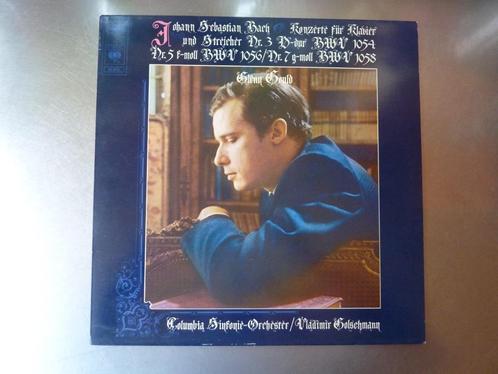 Johann Sebastian Bach Konzerte für Klavier
und Streicher Nr. 3 D-dur BWV 1054
Nr. 5 f-moll BWV 1056/Nr. 7 g-moll BWV 1058
Glenn Gould
CBS
Columbia Sinfonie-Orchester/Vladimir Golschmann